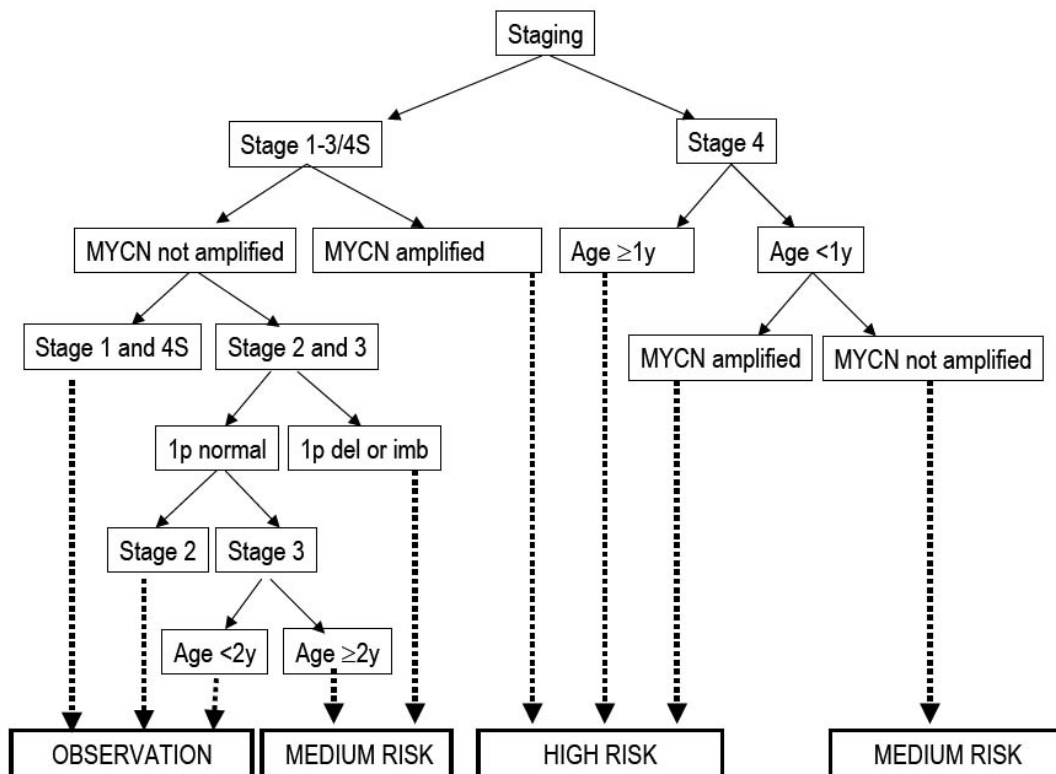 Staging
Stage 1-3/4S
Stage 4
MYCN not amplified
MYCN amplified
Age ≥1y
Age <1y
Stage 1 and 4S
Stage 2 and 3
MYCN amplified
MYCN not amplified
1p normal
1p del or imb
Stage 2
Stage 3
Age <2y
Age ≥2y
OBSERVATION
MEDIUM RISK
HIGH RISK
MEDIUM RISK